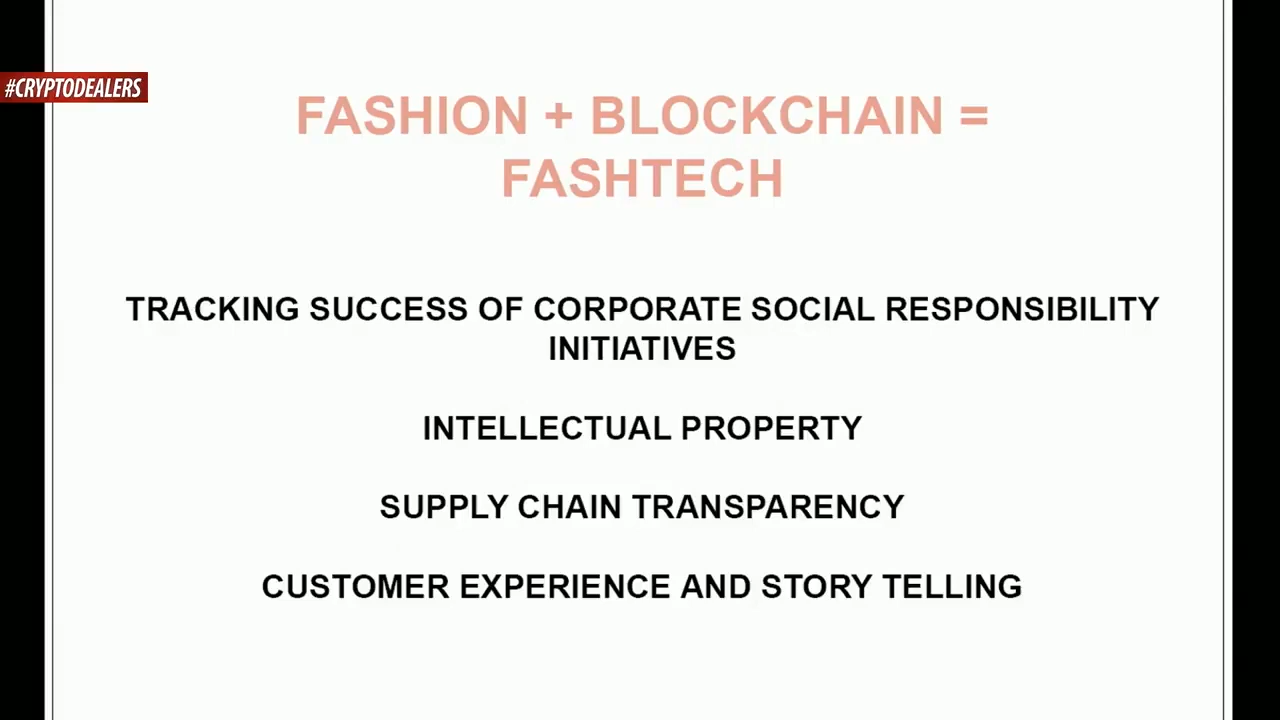 #CRYPTODEALERS
FASHION + BLOCKCHAIN =
FASHTECH
TRACKING SUCCESS OF CORPORATE SOCIAL RESPONSIBILITY
INITIATIVES
INTELLECTUAL PROPERTY
SUPPLY CHAIN TRANSPARENCY
CUSTOMER EXPERIENCE AND STORY TELLING